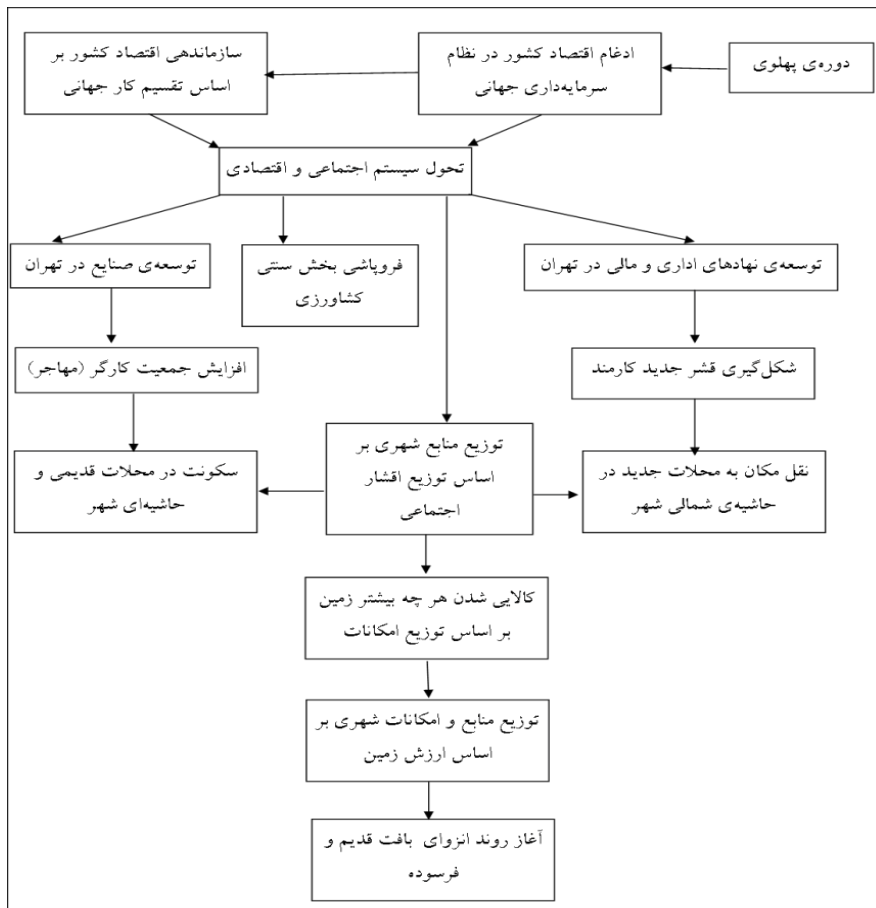 دوره‌ی پهلوی
ادغام اقتصاد کشور در نظام
سرمایه‌داری جهانی
سازماندهی اقتصاد کشور بر
اساس تقسیم کار جهانی
تحول سیستم اجتماعی و اقتصادی
توسعه‌ی نهادهای اداری و مالی در تهران
فروپاشی بخش سنتی
کشاورزی
توسعه‌ی صنایع در تهران
شکل‌گیری قشر جدید کارمند
افزایش جمعیت کارگر (مهاجر)
نقل مکان به محلات جدید در
حاشیه‌ی شمالی شهر
توزیع منابع شهری بر
اساس توزیع اقشار
اجتماعی
سکونت در محلات قدیمی و
حاشیه‌ای شهر
کالایی شدن هر چه بیشتر زمین
بر اساس توزیع امکانات
توزیع منابع و امکانات شهری بر
اساس ارزش زمین
آغاز روند انزوای بافت قدیم و
فرسوده